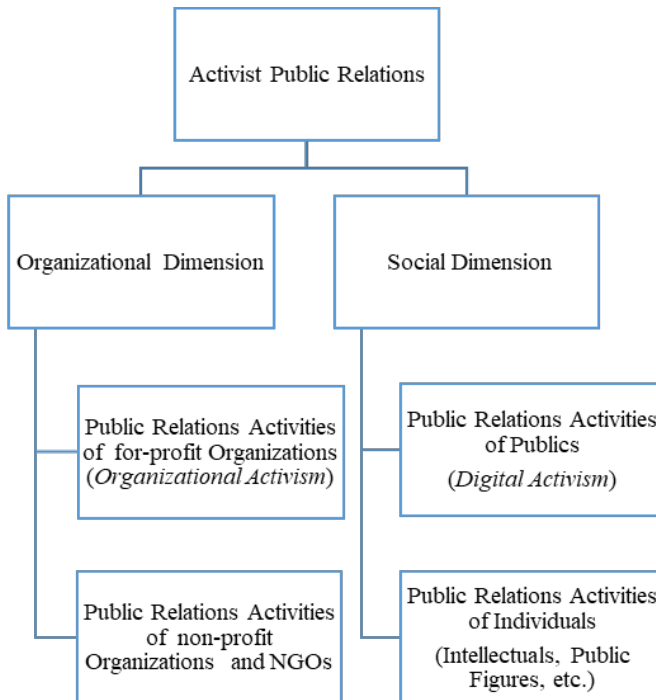 Activist Public Relations
Organizational Dimension
Social Dimension
Public Relations Activities
of for-profit Organizations
(Organizational Activism)
Public Relations Activities
of Publics
(Digital Activism)
Public Relations Activities
of non-profit
Organizations and NGOs
Public Relations Activities
of Individuals
(Intellectuals, Public
Figures, etc.)